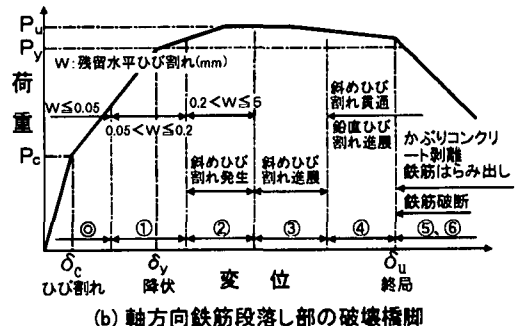 Pu
Py
W:残留水平ひび割れ(mm)
荷重
W≦0.05
0.05<W≦0.2
0.2<W≦5
斜めひび
割れ貫通
鉛直ひび
割れ進展
Pc
斜めひび
割れ発生
斜めひび
割れ進展
かぶりコンクリ
ート剥離
鉄筋はらみ出し
鉄筋破断
⓪ ① ② ③ ④ ⑤、⑥
δc δy δu
ひび割れ 降伏 変位 終局
(b) 軸方向鉄筋段落し部の破壊橋脚